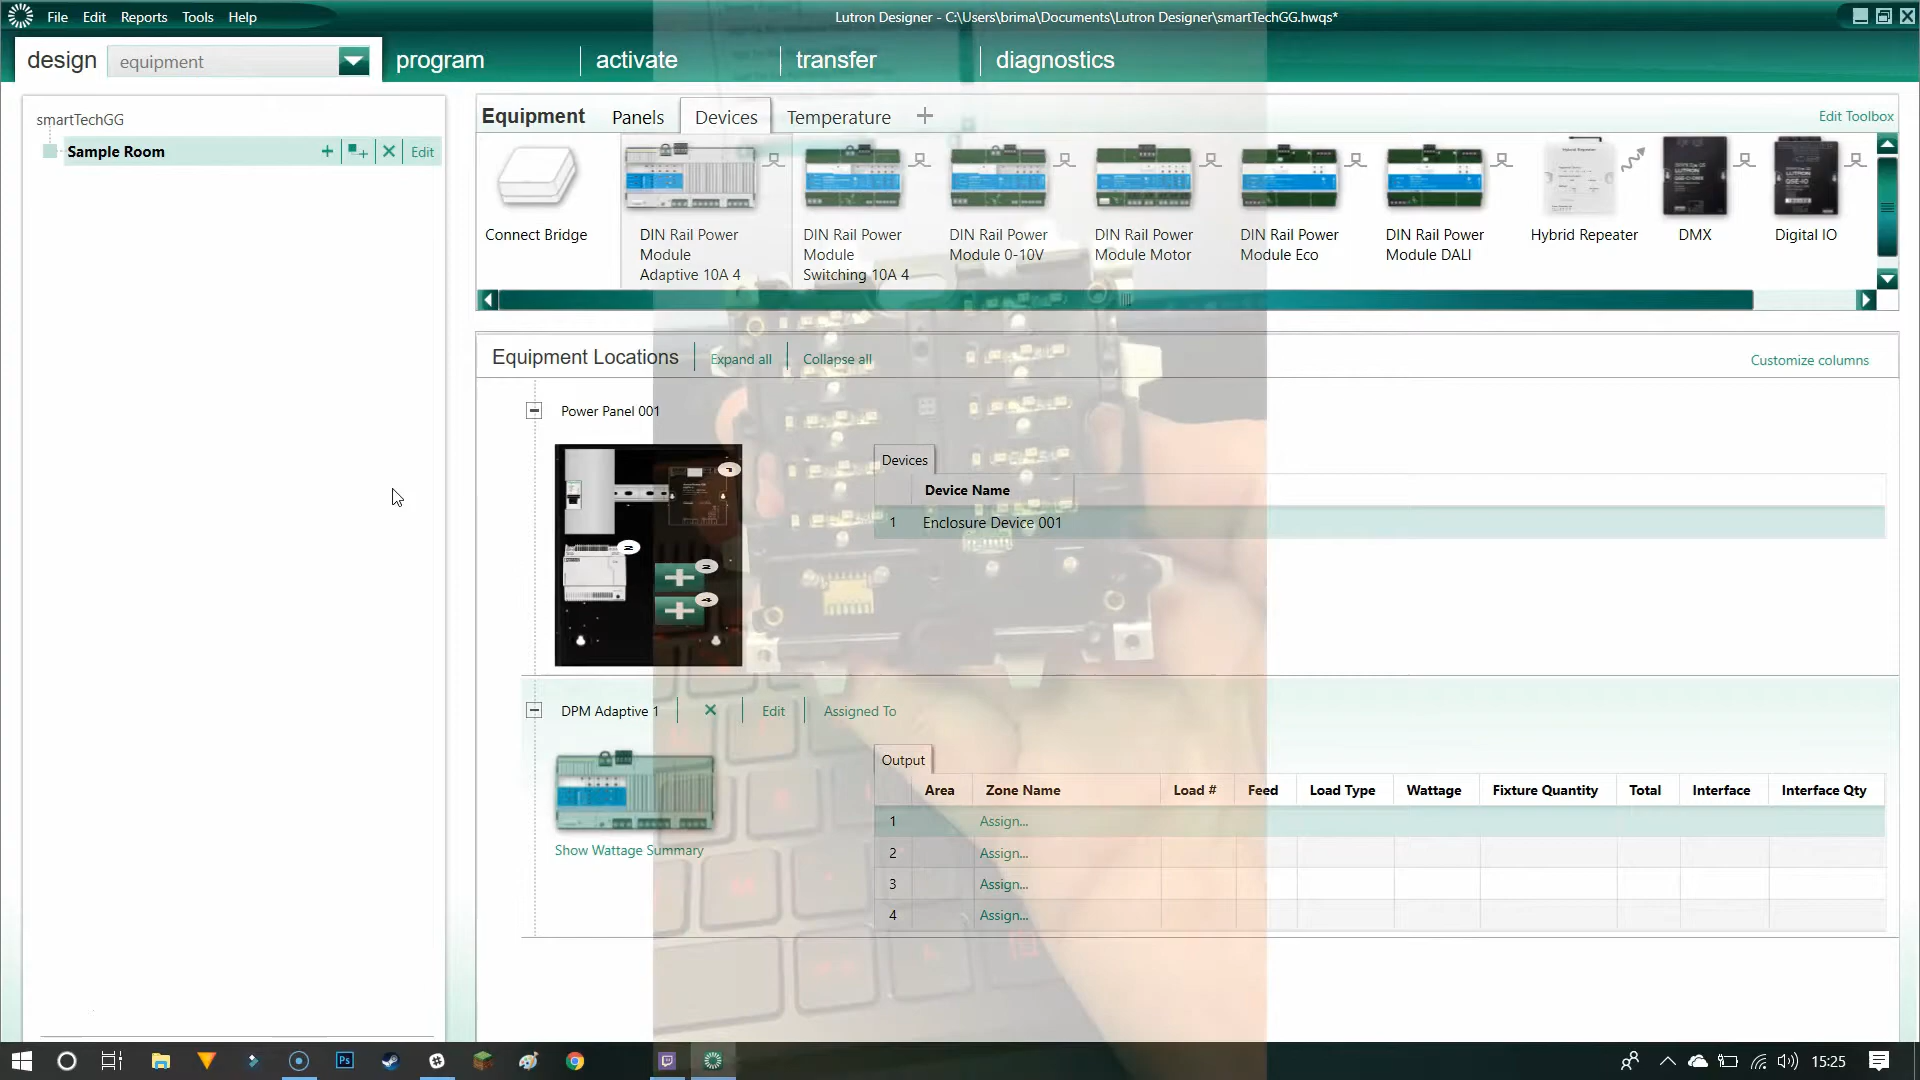 File Edit Reports Tools Help
Lutron Designer - C:\Users\brima\Documents\Lutron Designer\smartTechGG.hwqs*
design equipment program activate transfer diagnostics
smartTechGG
Sample Room Edit
Equipment Panels Devices Temperature Edit Toolbox
Connect Bridge
DIN Rail Power
Module
Adaptive 10A 4
DIN Rail Power
Module
Switching 10A 4
DIN Rail Power
Module 0-10V
DIN Rail Power
Module Motor
DIN Rail Power
Module Eco
DIN Rail Power
Module DALI
Hybrid Repeater
DMX
Digital IO
Equipment Locations Expand all Collapse all Customize columns
Power Panel 001
Devices
Device Name
1 Enclosure Device 001
DPM Adaptive 1 Edit Assigned To
Show Wattage Summary
Output
Area Zone Name Load # Feed Load Type Wattage Fixture Quantity Total Interface Interface Qty
1 Assign...
2 Assign...
3 Assign...
4 Assign...
15:25